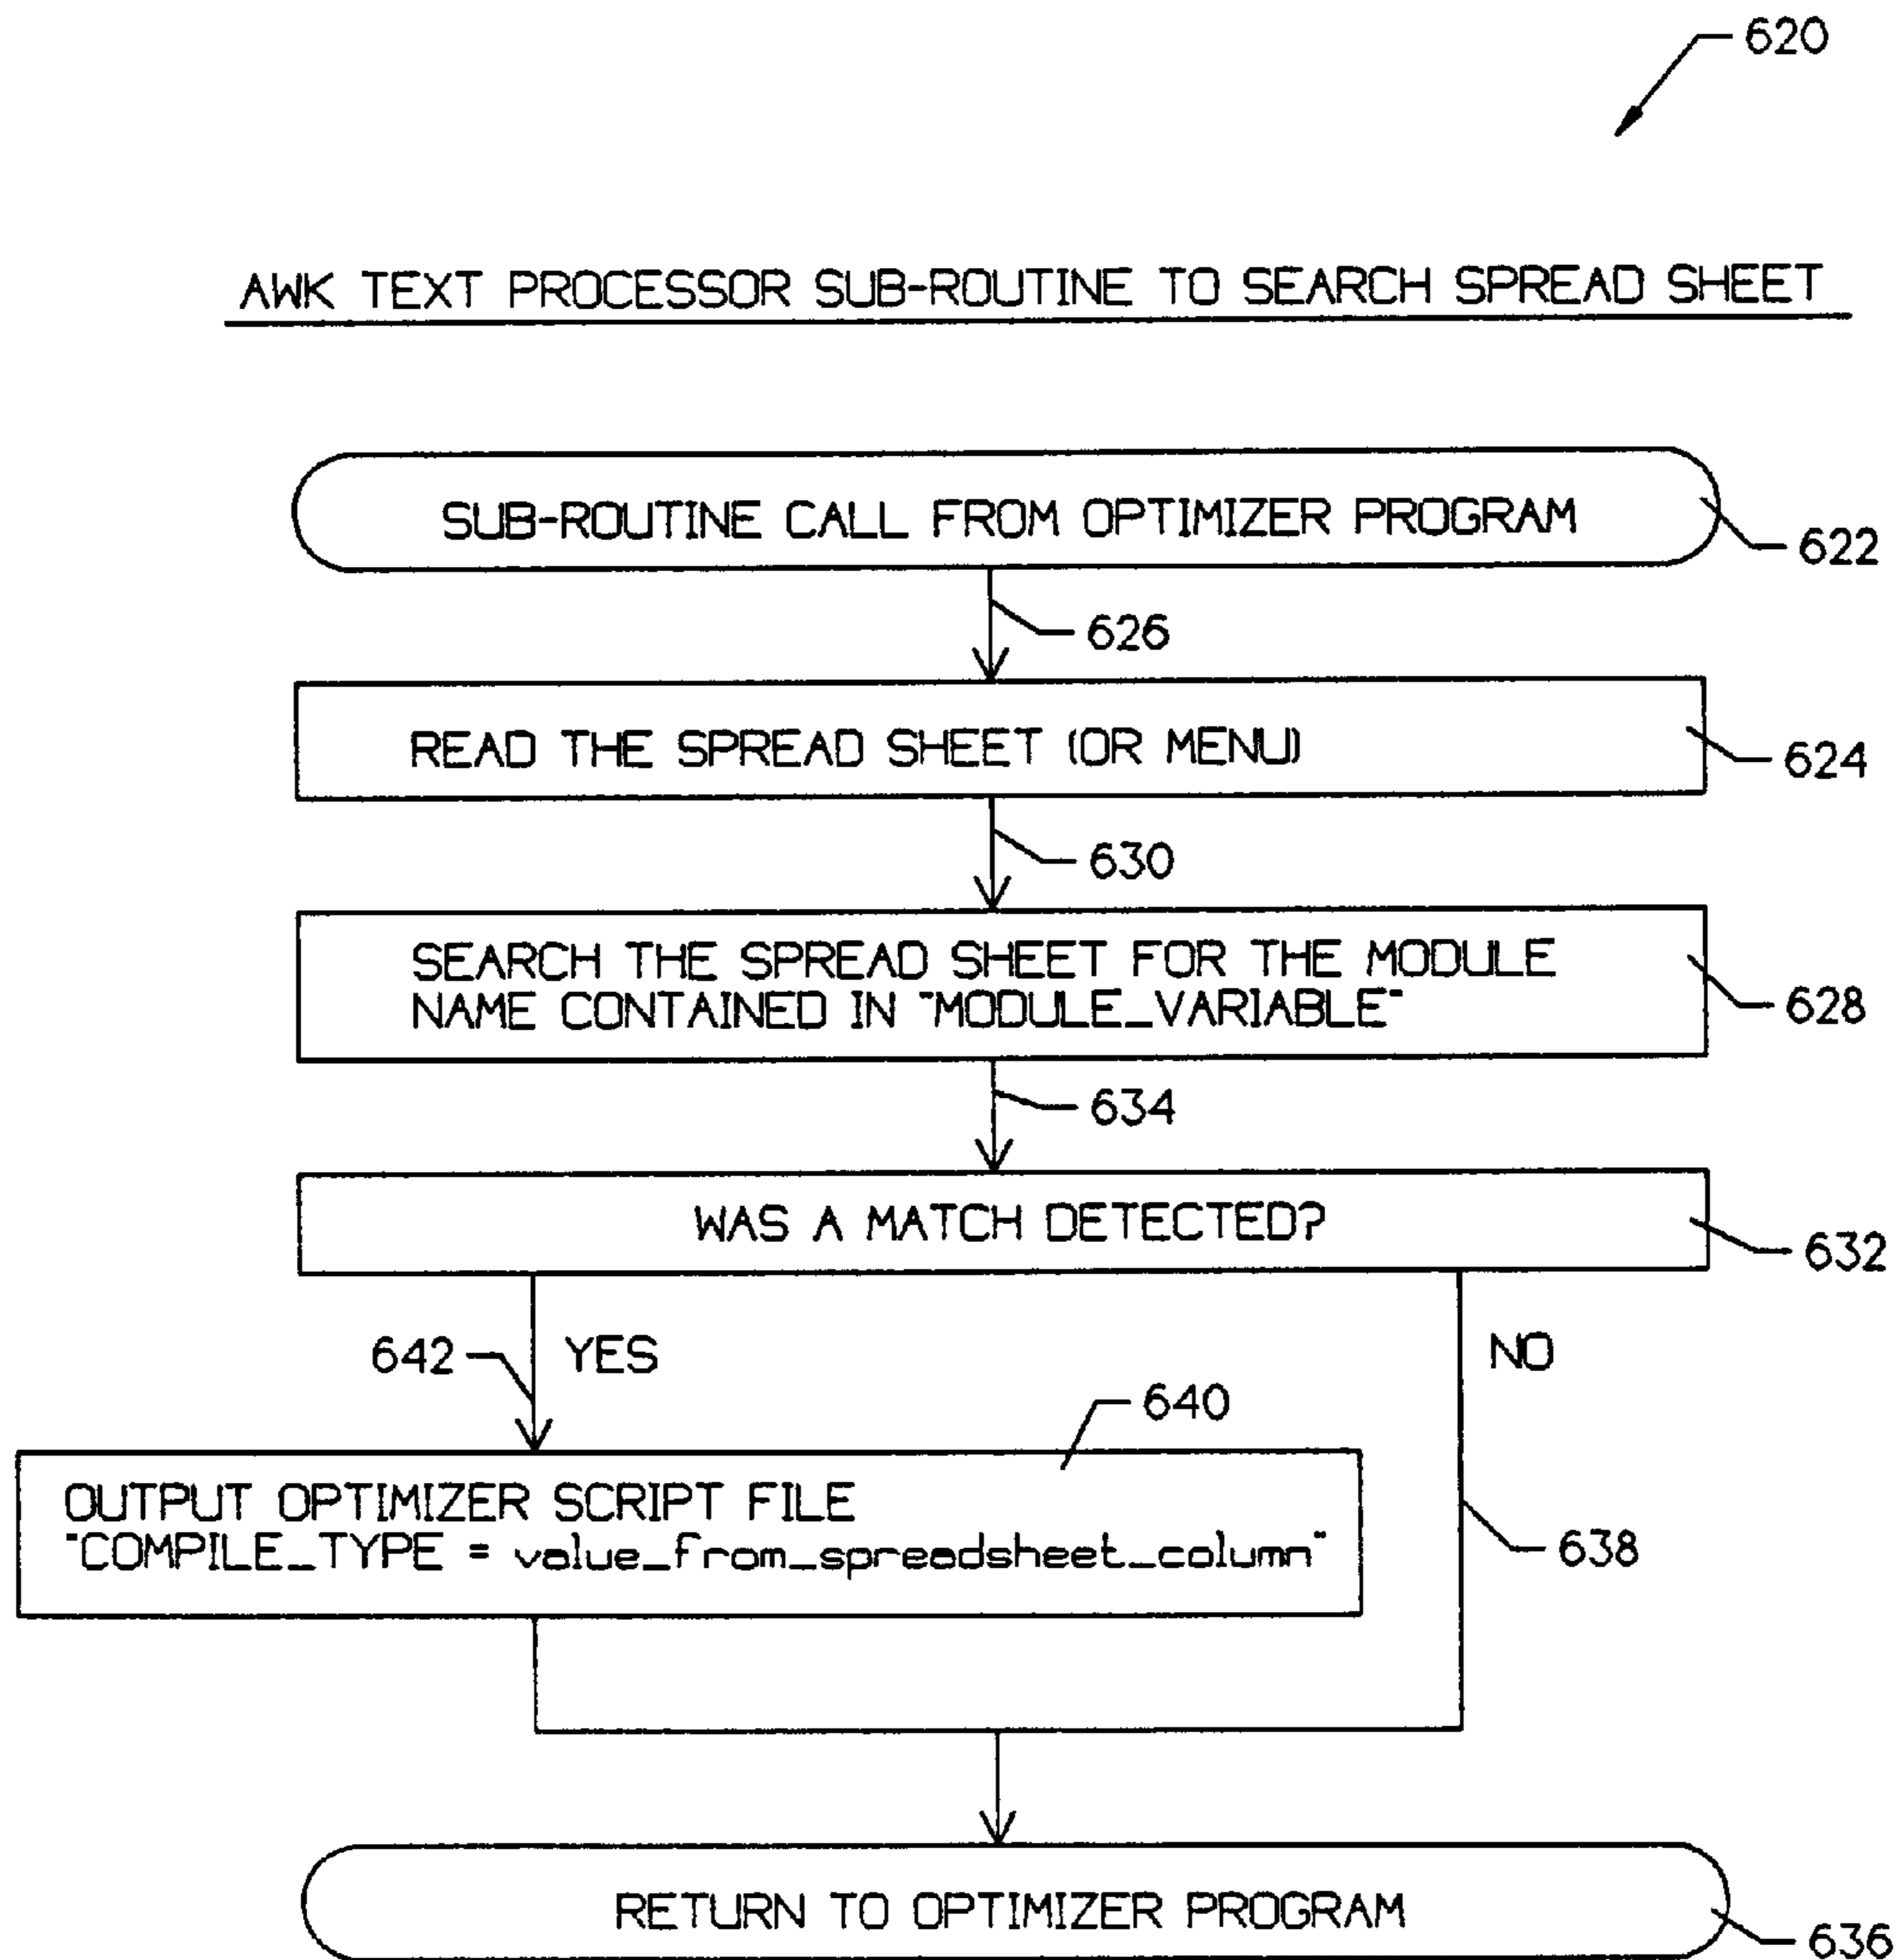 620
AWK TEXT PROCESSOR SUB-ROUTINE TO SEARCH SPREAD SHEET
SUB-ROUTINE CALL FROM OPTIMIZER PROGRAM
622
626
READ THE SPREAD SHEET (OR MENU)
624
630
SEARCH THE SPREAD SHEET FOR THE MODULE
NAME CONTAINED IN "MODULE_VARIABLE"
628
634
WAS A MATCH DETECTED?
632
642
YES
NO
640
OUTPUT OPTIMIZER SCRIPT FILE
"COMPILE_TYPE = value_from_spreadsheet_column"
638
RETURN TO OPTIMIZER PROGRAM
636